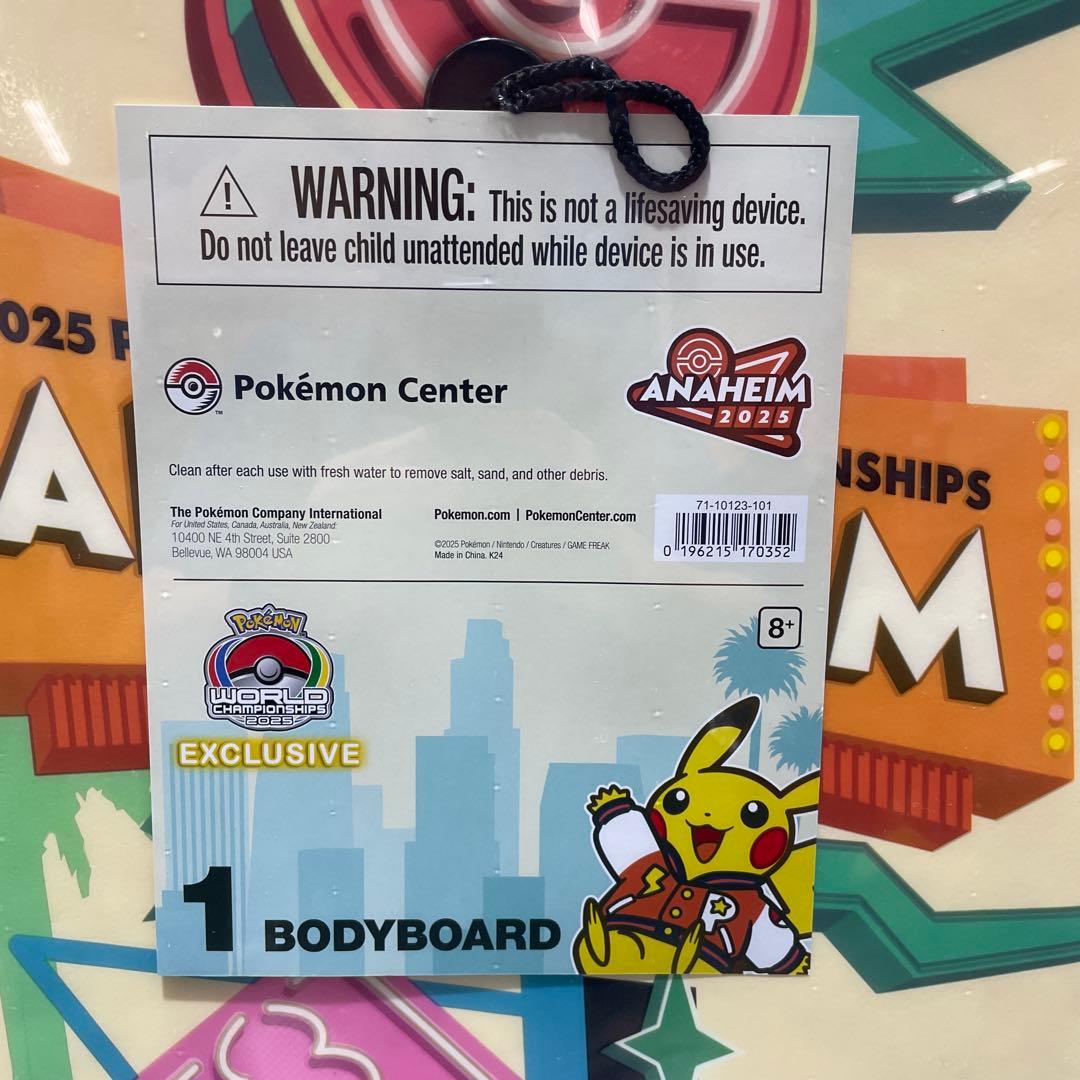 WARNING: This is not a lifesaving device.
Do not leave child unattended while device is in use.
Pokémon Center
TM
ANAHEIM
2025
Clean after each use with fresh water to remove salt, sand, and other debris.
The Pokémon Company International
For United States, Canada, Australia, New Zealand:
10400 NE 4th Street, Suite 2800
Bellevue, WA 98004 USA
Pokemon.com | PokemonCenter.com
©2025 Pokémon / Nintendo / Creatures / GAME FREAK
Made in China. K24
71-10123-101
0 196215 170352
Pokémon
WORLD
CHAMPIONSHIPS
2025
EXCLUSIVE
8+
P
1 BODYBOARD
025 P
NSHIPS
A
M